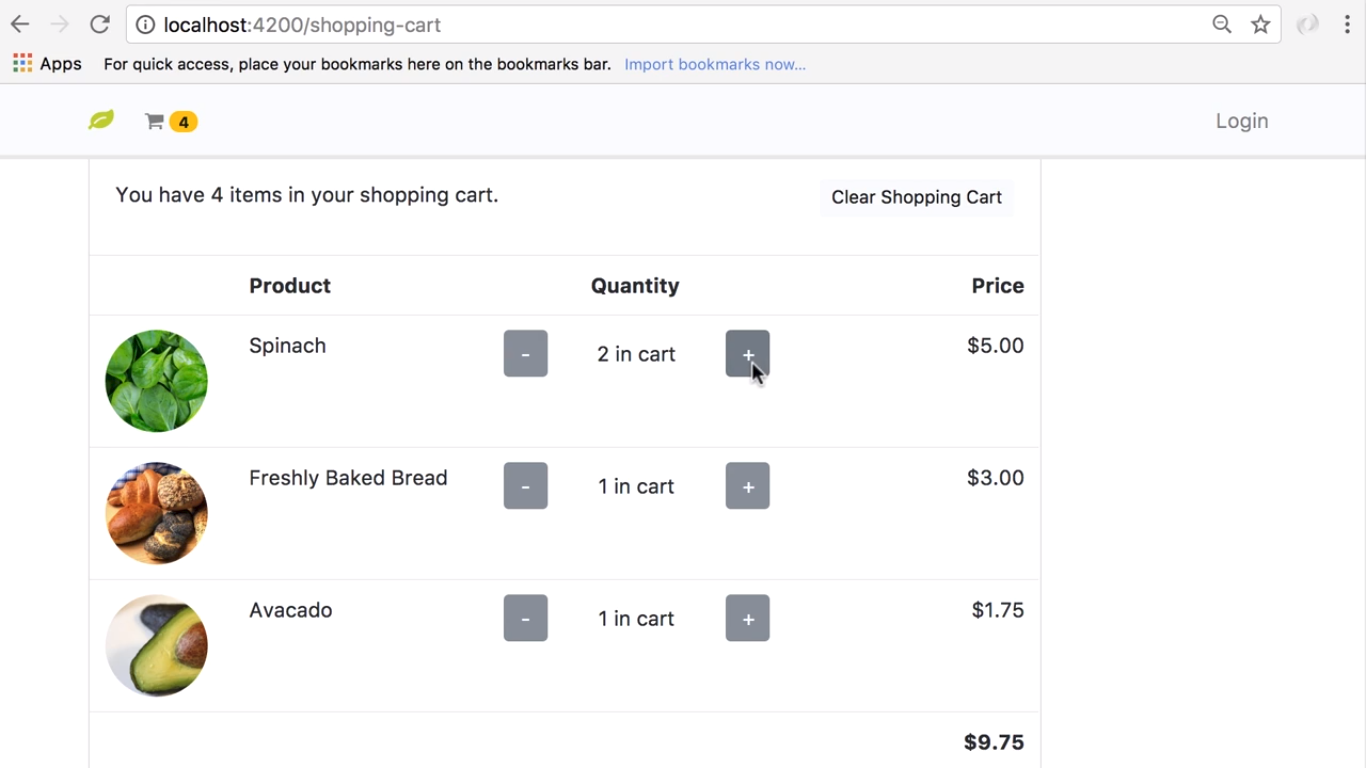 localhost:4200/shopping-cart
Apps For quick access, place your bookmarks here on the bookmarks bar. Import bookmarks now...
4 Login
You have 4 items in your shopping cart. Clear Shopping Cart
Product Quantity Price
Spinach - 2 in cart + $5.00
Freshly Baked Bread - 1 in cart + $3.00
Avacado - 1 in cart + $1.75
$9.75